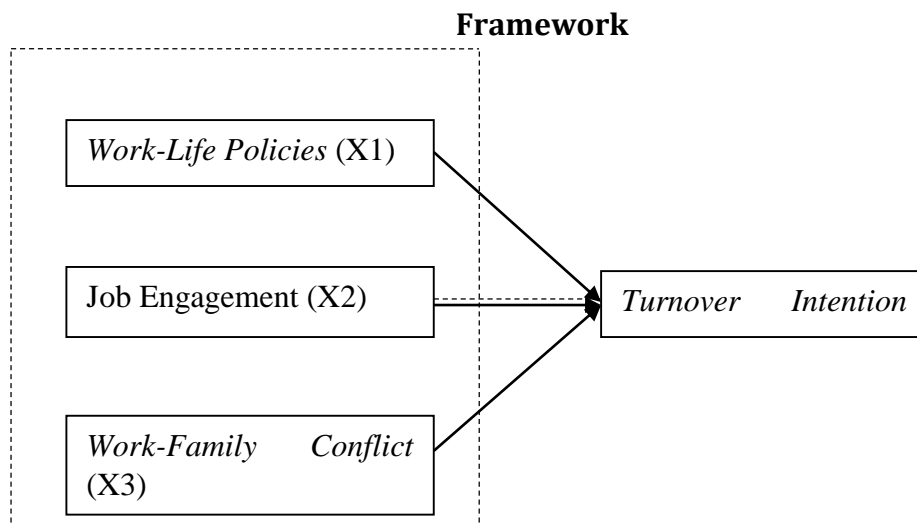 Framework
Work-Life Policies (X1)
Job Engagement (X2)
Turnover Intention
Work-Family Conflict
(X3)